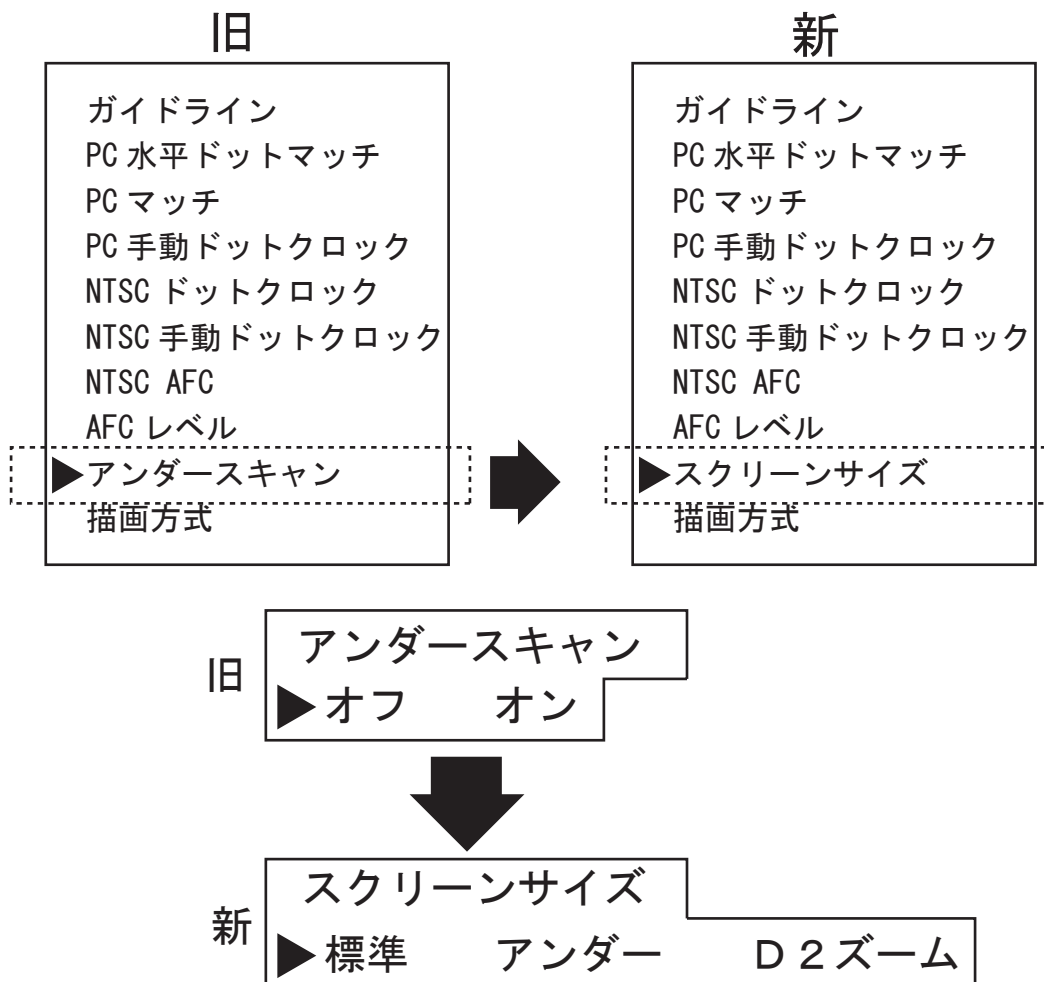 旧
ガイドライン
PC 水平ドットマッチ
PC マッチ
PC 手動ドットクロック
NTSC ドットクロック
NTSC 手動ドットクロック
NTSC AFC
AFC レベル
▶アンダースキャン
描画方式
新
ガイドライン
PC 水平ドットマッチ
PC マッチ
PC 手動ドットクロック
NTSC ドットクロック
NTSC 手動ドットクロック
NTSC AFC
AFC レベル
▶スクリーンサイズ
描画方式
旧
アンダースキャン
▶オフ オン
新
スクリーンサイズ
▶標準 アンダー D2ズーム